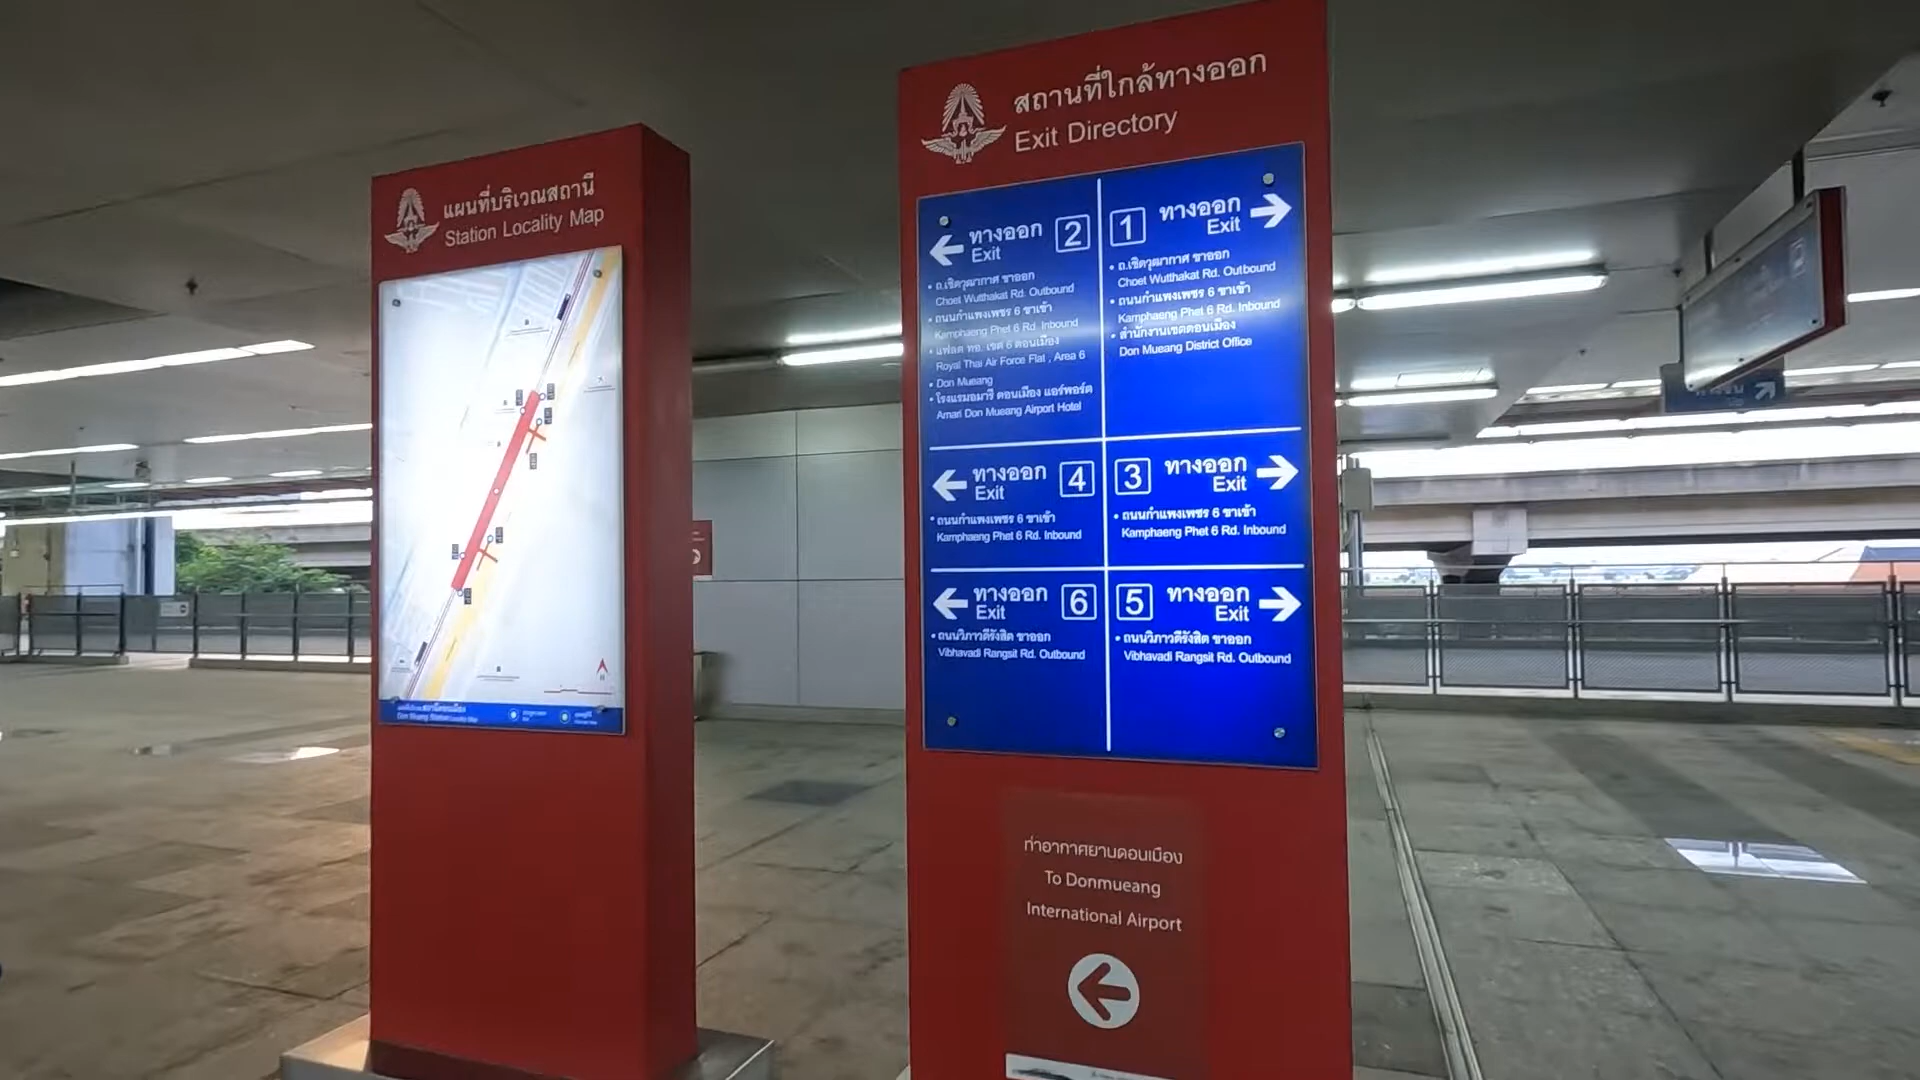 แผนที่บริเวณสถานี
Station Locality Map
Don Mueang Station Locality Map
สถานที่ใกล้ทางออก
Exit Directory
ทางออก 2
Exit
• ถ.เชิดวุฒากาศ ขาออก
Choet Wutthakat Rd. Outbound
• ถนนกำแพงเพชร 6 ขาเข้า
Kamphaeng Phet 6 Rd. Inbound
• แฟลต ทอ. เขต 6 ดอนเมือง
Royal Thai Air Force Flat , Area 6
• Don Mueang
• โรงแรมอมารี ดอนเมือง แอร์พอร์ต
Amari Don Mueang Airport Hotel
1 ทางออก
Exit
• ถ.เชิดวุฒากาศ ขาออก
Choet Wutthakat Rd. Outbound
• ถนนกำแพงเพชร 6 ขาเข้า
Kamphaeng Phet 6 Rd. Inbound
• สำนักงานเขตดอนเมือง
Don Mueang District Office
ทางออก 4
Exit
• ถนนกำแพงเพชร 6 ขาเข้า
Kamphaeng Phet 6 Rd. Inbound
3 ทางออก
Exit
• ถนนกำแพงเพชร 6 ขาเข้า
Kamphaeng Phet 6 Rd. Inbound
ทางออก 6
Exit
• ถนนวิภาวดีรังสิต ขาออก
Vibhavadi Rangsit Rd. Outbound
5 ทางออก
Exit
• ถนนวิภาวดีรังสิต ขาออก
Vibhavadi Rangsit Rd. Outbound
ท่าอากาศยานดอนเมือง
To Donmueang
International Airport